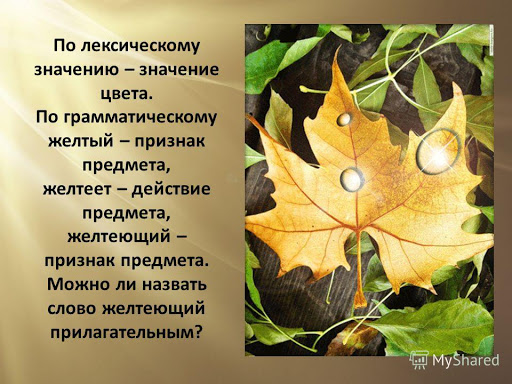 По лексическому
значению – значение
цвета.
По грамматическому
желтый – признак
предмета,
желтеет – действие
предмета,
желтеющий –
признак предмета.
Можно ли назвать
слово желтеющий
прилагательным?
MyShared